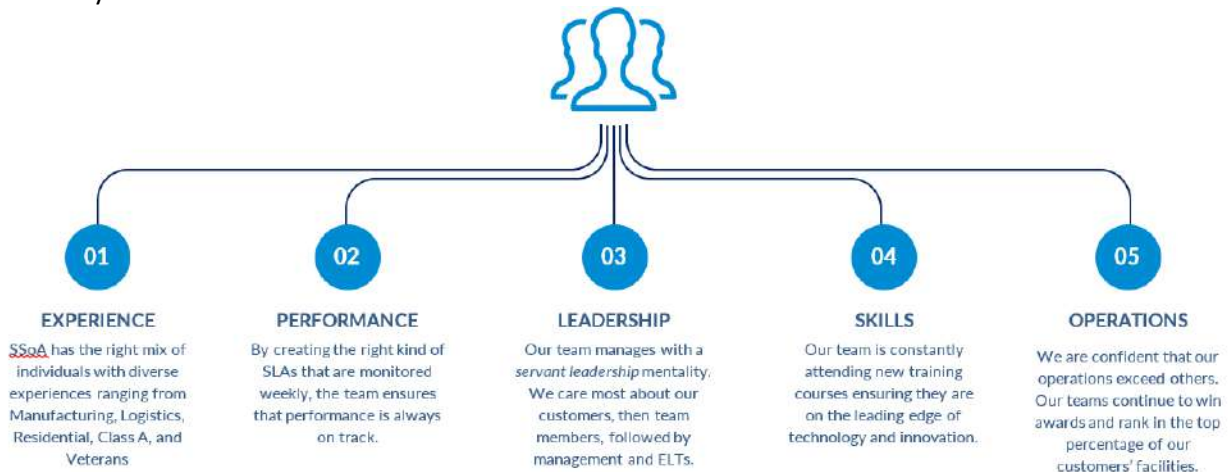 01
EXPERIENCE
SSoA has the right mix of
individuals with diverse
experiences ranging from
Manufacturing, Logistics,
Residential, Class A, and
Veterans
02
PERFORMANCE
By creating the right kind of
SLAs that are monitored
weekly, the team ensures
that performance is always
on track.
03
LEADERSHIP
Our team manages with a
servant leadership mentality.
We care most about our
customers, then team
members, followed by
management and ELTs.
04
SKILLS
Our team is constantly
attending new training
courses ensuring they are
on the leading edge of
technology and innovation.
05
OPERATIONS
We are confident that our
operations exceed others.
Our teams continue to win
awards and rank in the top
percentage of our
customers' facilities.